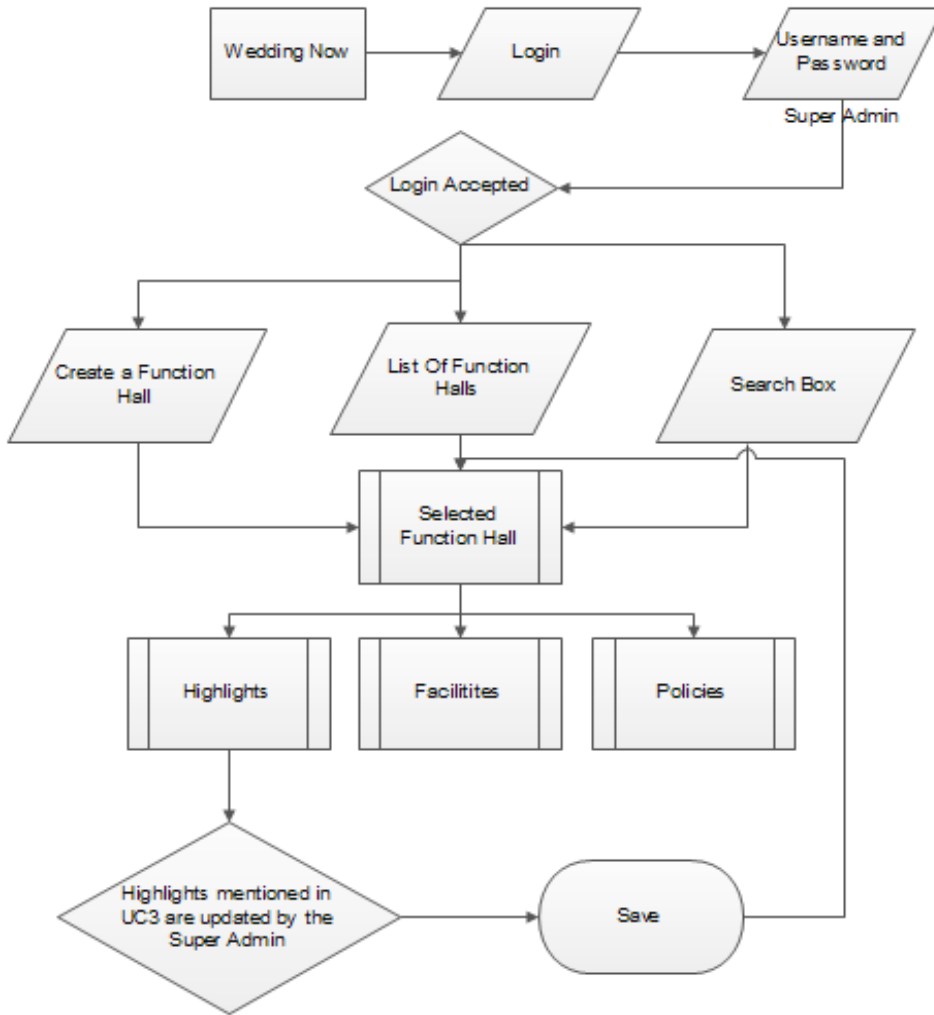 Wedding Now
Login
Username and
Password
Super Admin
Login Accepted
Create a Function
Hall
List Of Function
Halls
Search Box
Selected
Function Hall
Highlights
Facilitites
Policies
Highlights mentioned in
UC3 are updated by the
Super Admin
Save